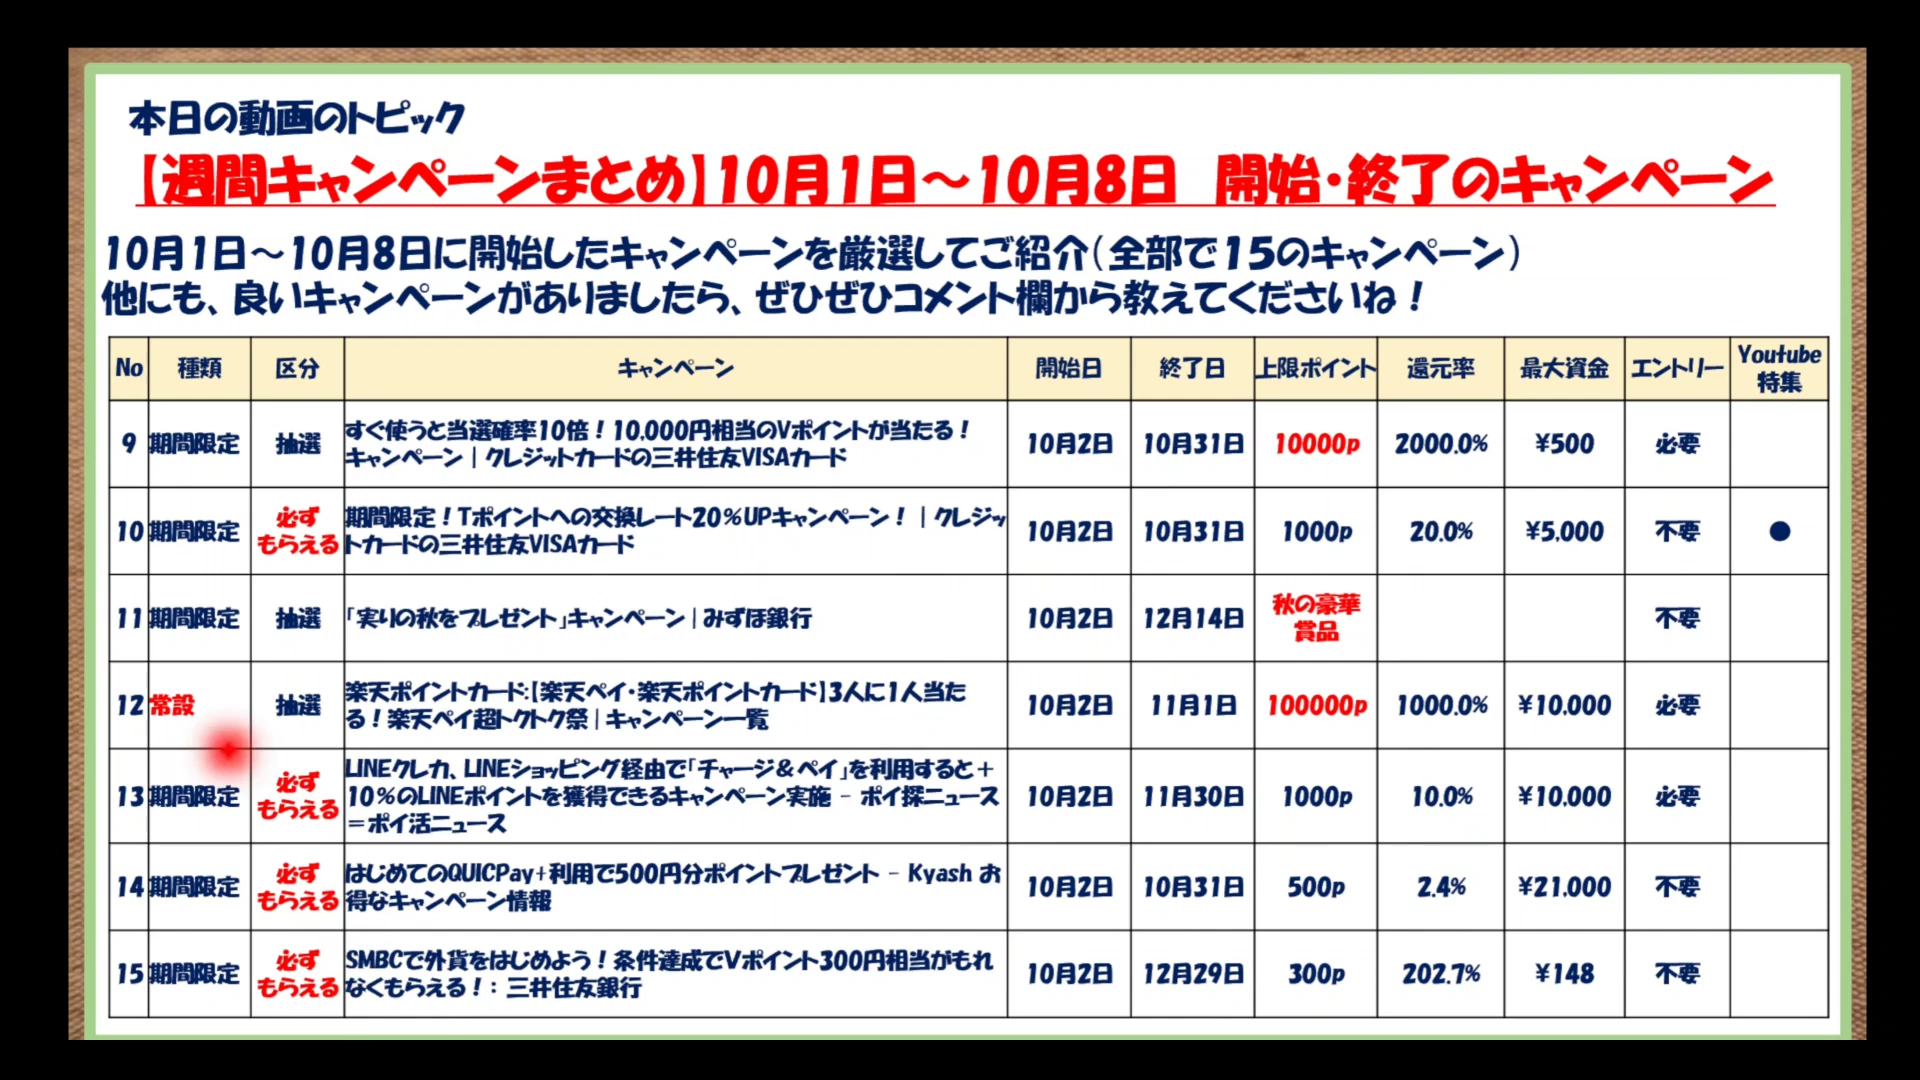 本日の動画のトピック
【週間キャンペーンまとめ】10月1日～10月8日　開始・終了のキャンペーン
10月1日～10月8日に開始したキャンペーンを厳選してご紹介（全部で15のキャンペーン）
他にも、良いキャンペーンがありましたら、ぜひぜひコメント欄から教えてくださいね！
No 種類 区分 キャンペーン 開始日 終了日 上限ポイント 還元率 最大資金 エントリー Youtube
特集
9 期間限定 抽選 すぐ使うと当選確率10倍！10,000円相当のVポイントが当たる！
キャンペーン｜クレジットカードの三井住友VISAカード 10月2日 10月31日 10000p 2000.0% ¥500 必要
10 期間限定 必ず
もらえる 期間限定！Tポイントへの交換レート20％UPキャンペーン！｜クレジッ
トカードの三井住友VISAカード 10月2日 10月31日 1000p 20.0% ¥5,000 不要 ●
11 期間限定 抽選 「実りの秋をプレゼント」キャンペーン | みずほ銀行 10月2日 12月14日 秋の豪華
賞品 不要
12 常設 抽選 楽天ポイントカード:【楽天ペイ・楽天ポイントカード】3人に1人当た
る！楽天ペイ超トクトク祭 | キャンペーン一覧 10月2日 11月1日 100000p 1000.0% ¥10,000 必要
13 期間限定 必ず
もらえる LINEクレカ、LINEショッピング経由で「チャージ＆ペイ」を利用すると＋
10％のLINEポイントを獲得できるキャンペーン実施 - ポイ探ニュース
＝ポイ活ニュース 10月2日 11月30日 1000p 10.0% ¥10,000 必要
14 期間限定 必ず
もらえる はじめてのQUICPay+利用で500円分ポイントプレゼント - Kyash お
得なキャンペーン情報 10月2日 10月31日 500p 2.4% ¥21,000 不要
15 期間限定 必ず
もらえる SMBCで外貨をはじめよう！条件達成でVポイント300円相当がもれ
なくもらえる！： 三井住友銀行 10月2日 12月29日 300p 202.7% ¥148 不要